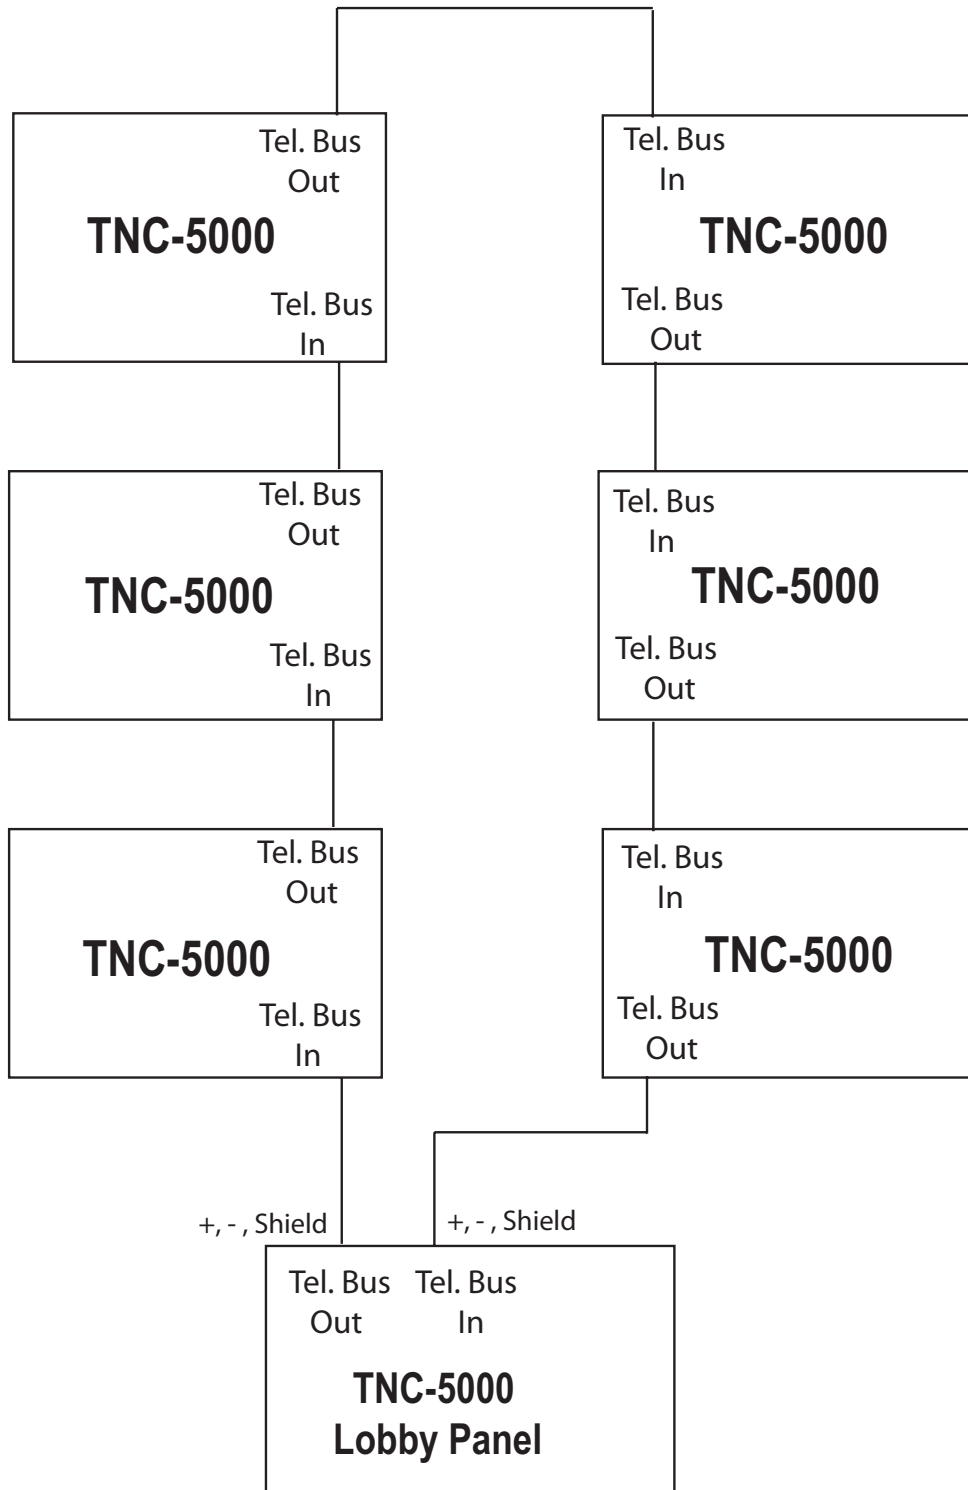 Tel. Bus
Out
TNC-5000
Tel. Bus
In
Tel. Bus
In
TNC-5000
Tel. Bus
Out
Tel. Bus
Out
TNC-5000
Tel. Bus
In
Tel. Bus
In
TNC-5000
Tel. Bus
Out
Tel. Bus
Out
TNC-5000
Tel. Bus
In
Tel. Bus
In
TNC-5000
Tel. Bus
Out
+, - , Shield
+, - , Shield
Tel. Bus
Out
Tel. Bus
In
TNC-5000
Lobby Panel